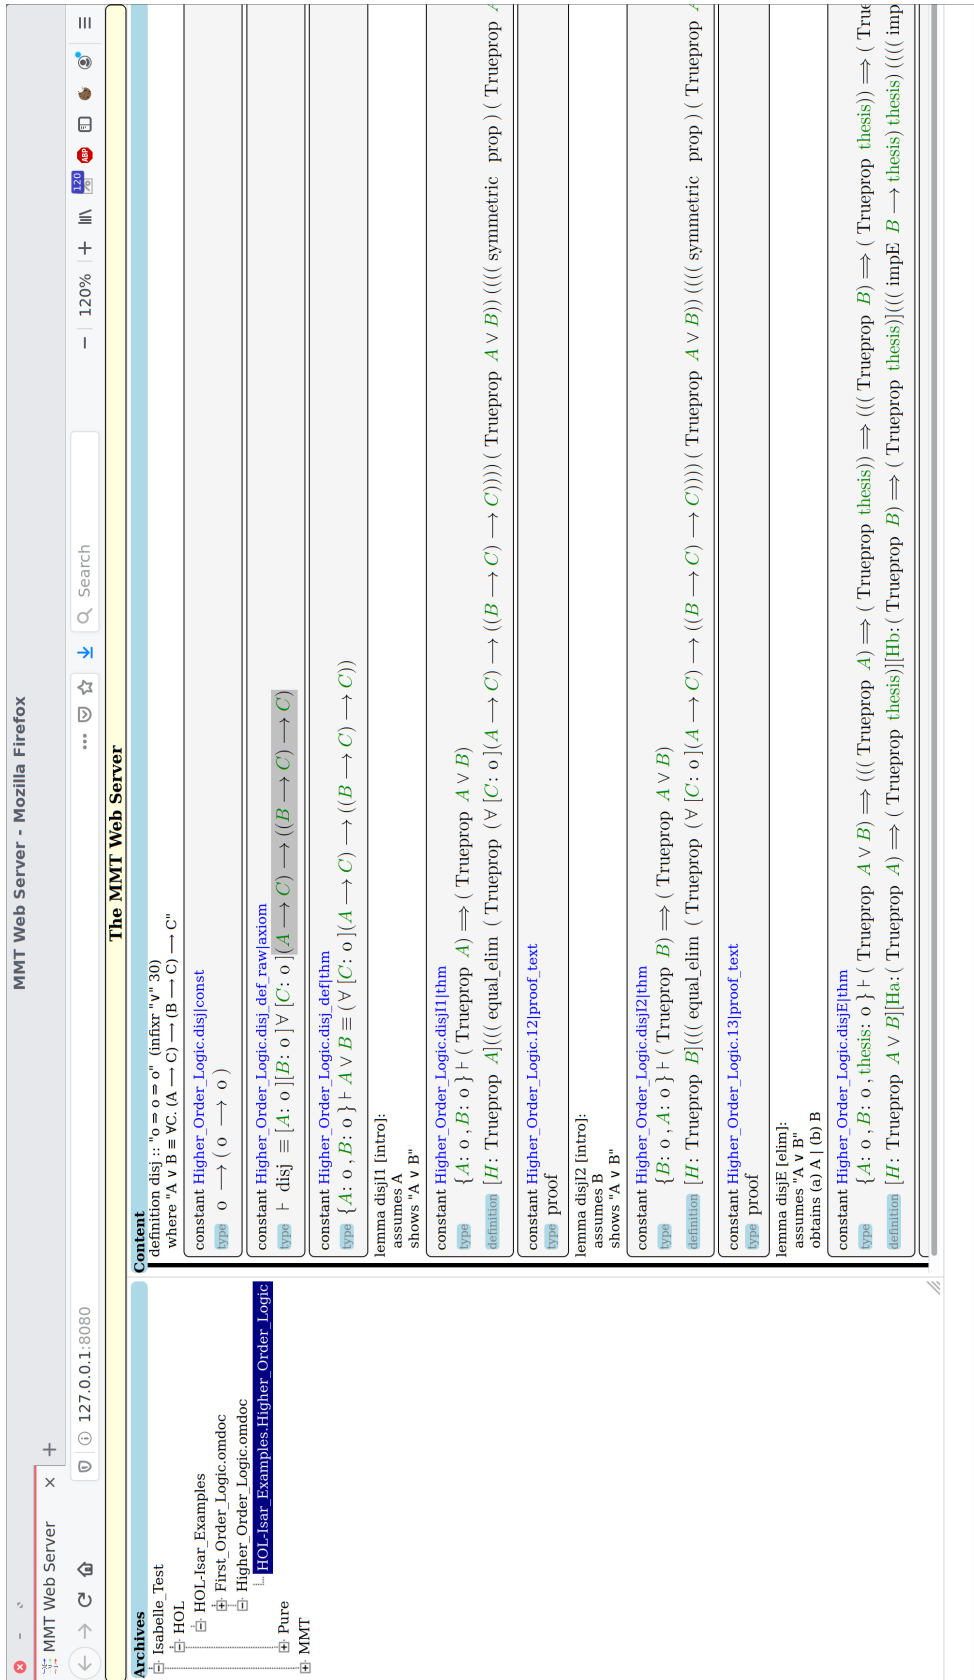 MMT Web Server - Mozilla Firefox
MMT Web Server
127.0.0.1:8080
Search
120%
120
ABP
The MMT Web Server
Archives
Isabelle_Test
HOL
HOL-Isar_Examples
First_Order_Logic.omdoc
Higher_Order_Logic.omdoc
HOL-Isar_Examples.Higher_Order_Logic
Pure
MMT
Content
definition disj :: "o ⇒ o ⇒ o" (infixr "∨" 30)
where "A ∨ B ≡ ∀C. (A ⟶ C) ⟶ (B ⟶ C) ⟶ C"
constant Higher_Order_Logic.disj|const
type o ⟶ ( o ⟶ o )
constant Higher_Order_Logic.disj_def_raw|axiom
type ⊢ disj ≡ [A: o ][B: o ] ∀ [C: o ](A ⟶ C) ⟶ ((B ⟶ C) ⟶ C)
constant Higher_Order_Logic.disj_def|thm
type {A: o , B: o } ⊢ A ∨ B ≡ (∀ [C: o ](A ⟶ C) ⟶ ((B ⟶ C) ⟶ C))
lemma disjI1 [intro]:
assumes A
shows "A ∨ B"
constant Higher_Order_Logic.disjI1|thm
type {A: o , B: o } ⊢ ( Trueprop A) ⟹ ( Trueprop A ∨ B)
definition [H: Trueprop A]((( equal_elim ( Trueprop (∀ [C: o ](A ⟶ C) ⟶ ((B ⟶ C) ⟶ C)))) ( Trueprop A ∨ B)) (((( symmetric prop ) ( Trueprop A
constant Higher_Order_Logic.12|proof_text
type proof
lemma disjI2 [intro]:
assumes B
shows "A ∨ B"
constant Higher_Order_Logic.disjI2|thm
type {B: o , A: o } ⊢ ( Trueprop B) ⟹ ( Trueprop A ∨ B)
definition [H: Trueprop B]((( equal_elim ( Trueprop (∀ [C: o ](A ⟶ C) ⟶ ((B ⟶ C) ⟶ C)))) ( Trueprop A ∨ B)) (((( symmetric prop ) ( Trueprop A
constant Higher_Order_Logic.13|proof_text
type proof
lemma disjE [elim]:
assumes "A ∨ B"
obtains (a) A | (b) B
constant Higher_Order_Logic.disjE|thm
type {A: o , B: o , thesis: o } ⊢ ( Trueprop A ∨ B) ⟹ ((( Trueprop A) ⟹ ( Trueprop thesis)) ⟹ ((( Trueprop B) ⟹ ( Trueprop thesis)) ⟹ ( True
definition [H: Trueprop A ∨ B][Ha:( Trueprop A) ⟹ ( Trueprop thesis)][Hb:( Trueprop B) ⟹ ( Trueprop thesis)]((( impE B ⟶ thesis) thesis) (((( imp